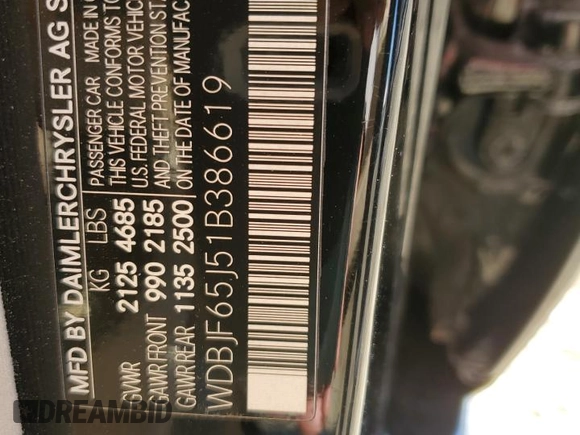 MFD BY DAIMLERCHRYSLER AG S
KG LBS PASSENGER CAR MADE IN
GVWR 2125 4685 THIS VEHICLE CONFORMS TO
GAWR FRONT 990 2185 U.S. FEDERAL MOTOR VEHIC
GAWR REAR 1135 2500 AND THEFT PREVENTION ST
ON THE DATE OF MANUFAC
WDBJF65J51B386619
DREAMBID